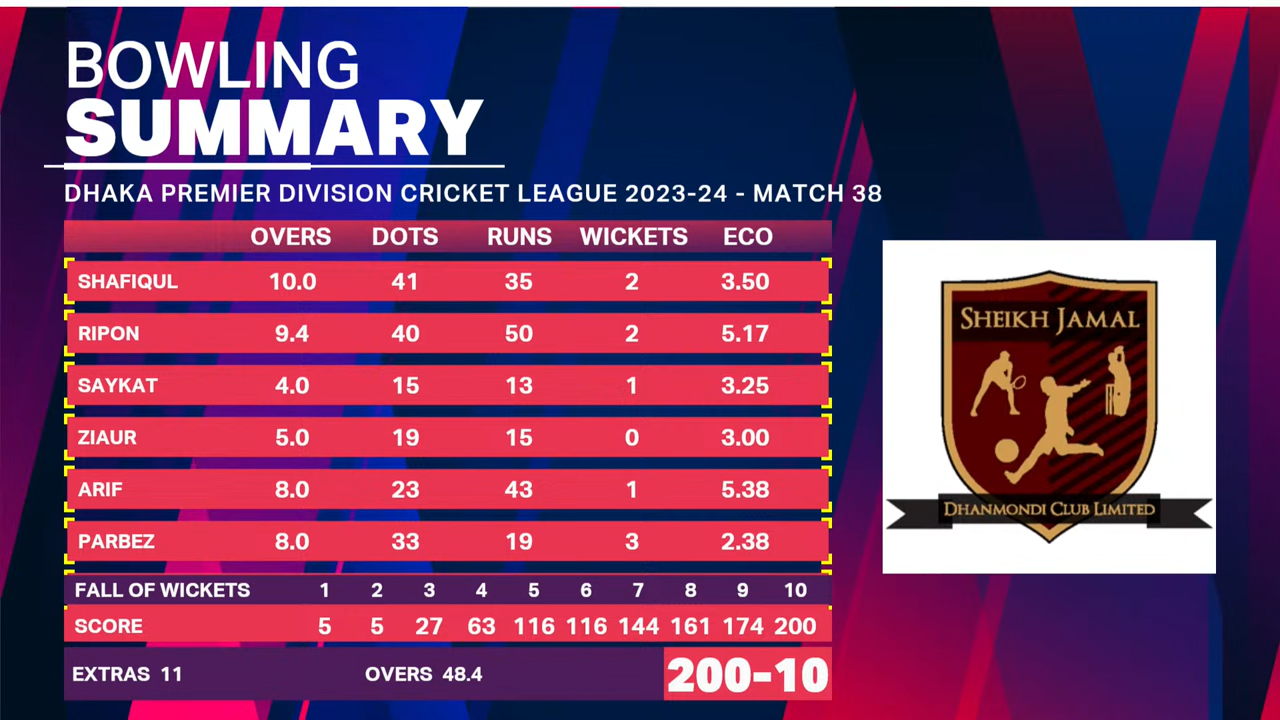 BOWLING
SUMMARY
DHAKA PREMIER DIVISION CRICKET LEAGUE 2023-24 - MATCH 38
OVERS DOTS RUNS WICKETS ECO
SHAFIQUL 10.0 41 35 2 3.50
RIPON 9.4 40 50 2 5.17
SAYKAT 4.0 15 13 1 3.25
ZIAUR 5.0 19 15 0 3.00
ARIF 8.0 23 43 1 5.38
PARBEZ 8.0 33 19 3 2.38
FALL OF WICKETS 1 2 3 4 5 6 7 8 9 10
SCORE 5 5 27 63 116 116 144 161 174 200
EXTRAS 11 OVERS 48.4 200-10
SHEIKH JAMAL
DHANMONDI CLUB LIMITED